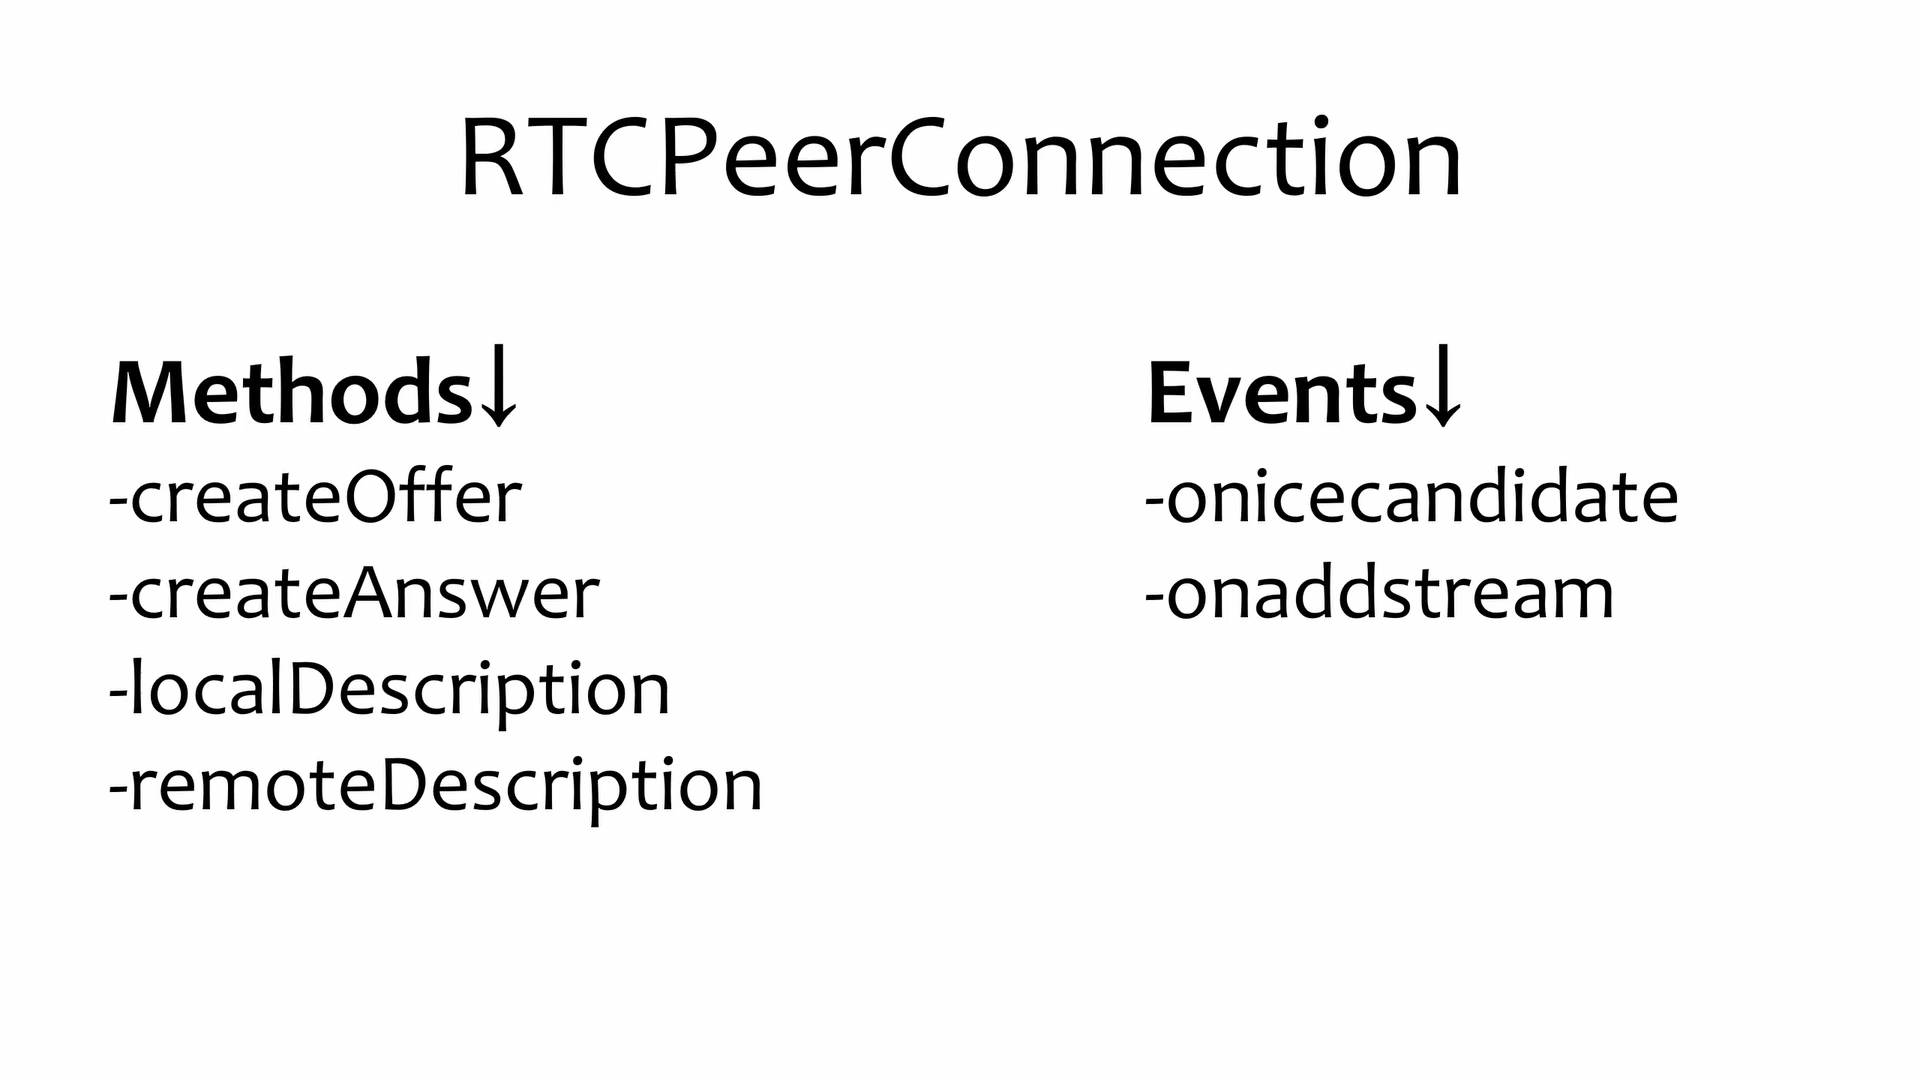 RTCPeerConnection
Methods↓
-createOffer
-createAnswer
-localDescription
-remoteDescription
Events↓
-onicecandidate
-onaddstream